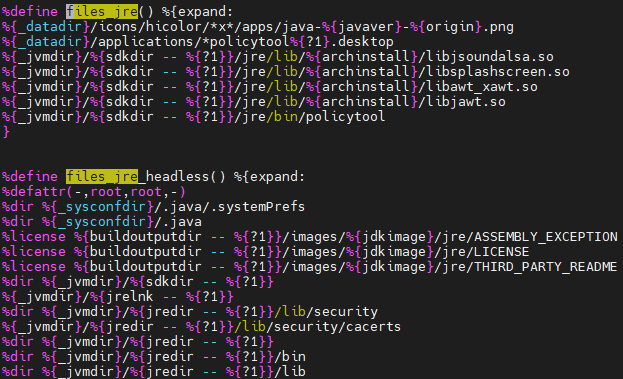 %define files_jre() %{expand:
%{_datadir}/icons/hicolor/*x*/apps/java-%{javaver}-%{origin}.png
%{_datadir}/applications/*policytool%{?1}.desktop
%{_jvmdir}/%{sdkdir -- %{?1}}/jre/lib/%{archinstall}/libjsoundalsa.so
%{_jvmdir}/%{sdkdir -- %{?1}}/jre/lib/%{archinstall}/libsplashscreen.so
%{_jvmdir}/%{sdkdir -- %{?1}}/jre/lib/%{archinstall}/libawt_xawt.so
%{_jvmdir}/%{sdkdir -- %{?1}}/jre/lib/%{archinstall}/libjawt.so
%{_jvmdir}/%{sdkdir -- %{?1}}/jre/bin/policytool
}
%define files_jre_headless() %{expand:
%defattr(-,root,root,-)
%dir %{_sysconfdir}/.java/.systemPrefs
%dir %{_sysconfdir}/.java
%license %{buildoutputdir -- %{?1}}/images/%{jdkimage}/jre/ASSEMBLY_EXCEPTION
%license %{buildoutputdir -- %{?1}}/images/%{jdkimage}/jre/LICENSE
%license %{buildoutputdir -- %{?1}}/images/%{jdkimage}/jre/THIRD_PARTY_README
%dir %{_jvmdir}/%{sdkdir -- %{?1}}
%{_jvmdir}/%{jrelnk -- %{?1}}
%dir %{_jvmdir}/%{jredir -- %{?1}}/lib/security
%{_jvmdir}/%{jredir -- %{?1}}/lib/security/cacerts
%dir %{_jvmdir}/%{jredir -- %{?1}}
%dir %{_jvmdir}/%{jredir -- %{?1}}/bin
%dir %{_jvmdir}/%{jredir -- %{?1}}/lib